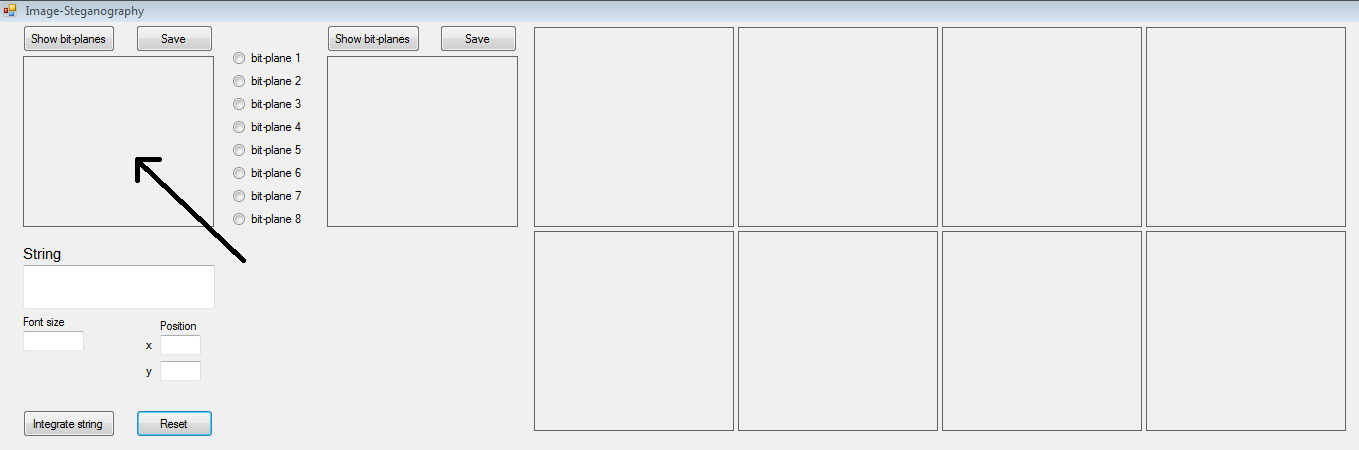 Image-Steganography
Show bit-planes Save Show bit-planes Save
bit-plane 1
bit-plane 2
bit-plane 3
bit-plane 4
bit-plane 5
bit-plane 6
bit-plane 7
bit-plane 8
String
Font size Position
x
y
Integrate string Reset